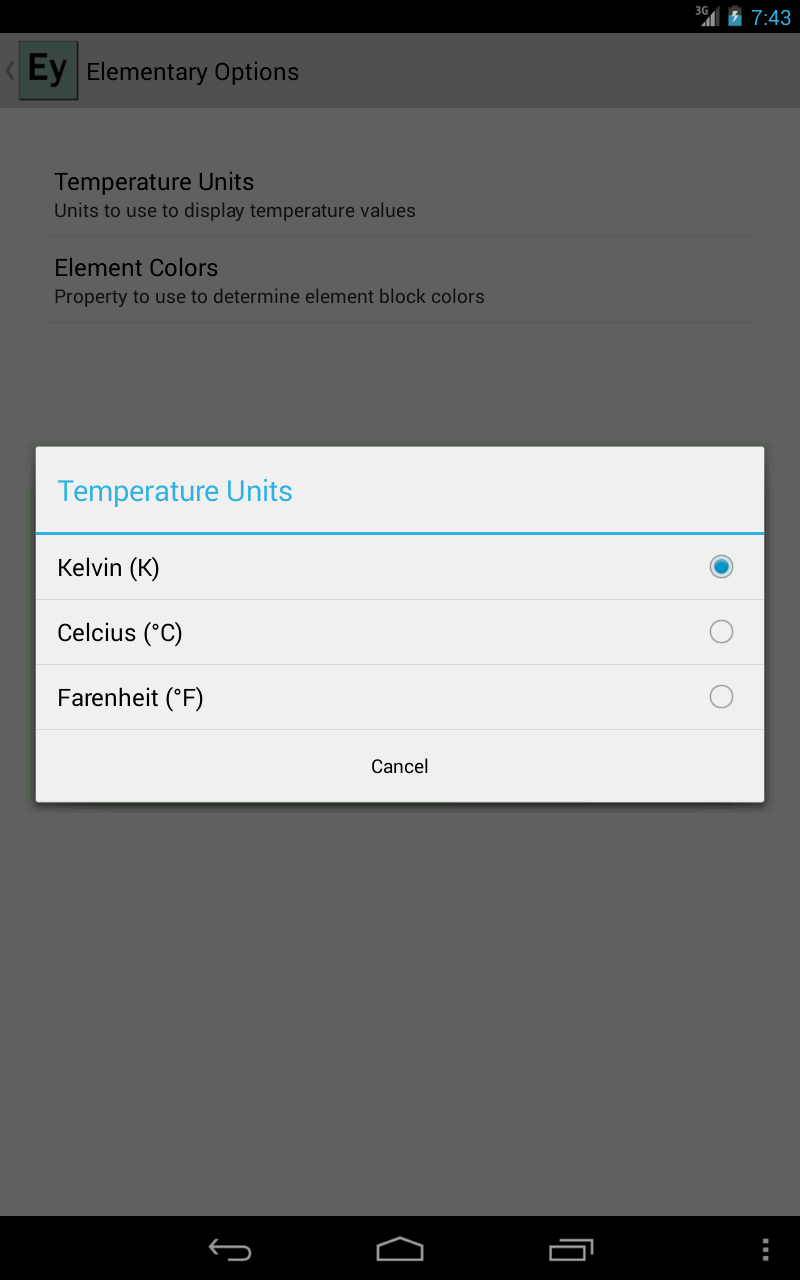 3G 7:43
Ey Elementary Options
Temperature Units
Units to use to display temperature values
Element Colors
Property to use to determine element block colors
Temperature Units
Kelvin (K)
Celcius (°C)
Farenheit (°F)
Cancel